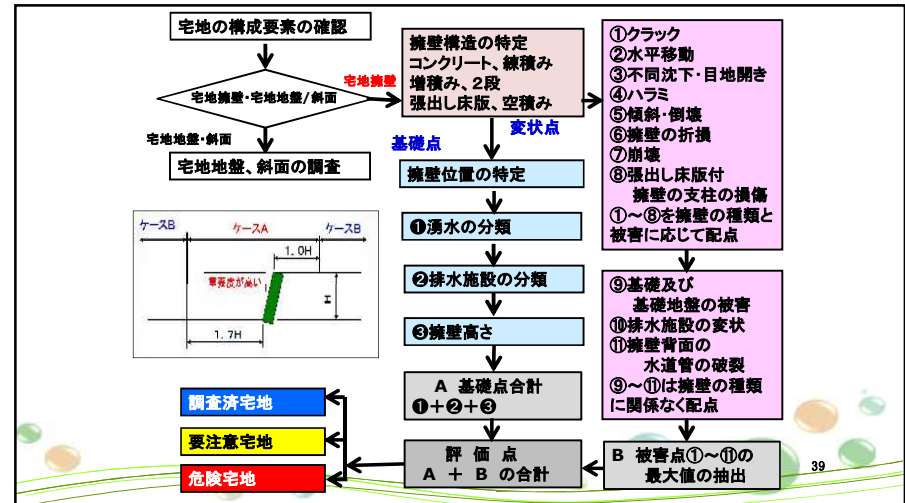 宅地の構成要素の確認
宅地擁壁・宅地地盤/斜面
宅地擁壁
宅地地盤・斜面
宅地地盤、斜面の調査
擁壁構造の特定
コンクリート、練積み
増積み、２段
張出し床版、空積み
基礎点
変状点
擁壁位置の特定
❶湧水の分類
❷排水施設の分類
❸擁壁高さ
A 基礎点合計
❶＋❷＋❸
評 価 点
A ＋ B の合計
①クラック
②水平移動
③不同沈下・目地開き
④ハラミ
⑤傾斜・倒壊
⑥擁壁の折損
⑦崩壊
⑧張出し床版付
擁壁の支柱の損傷
①～⑧を擁壁の種類と
被害に応じて配点
⑨基礎及び
基礎地盤の被害
⑩排水施設の変状
⑪擁壁背面の
水道管の破裂
⑨～⑪は擁壁の種類
に関係なく配点
B 被害点①～⑪の
最大値の抽出
ケースB
ケースA
ケースB
1.0H
重要度が高い
H
1.7H
調査済宅地
要注意宅地
危険宅地
39